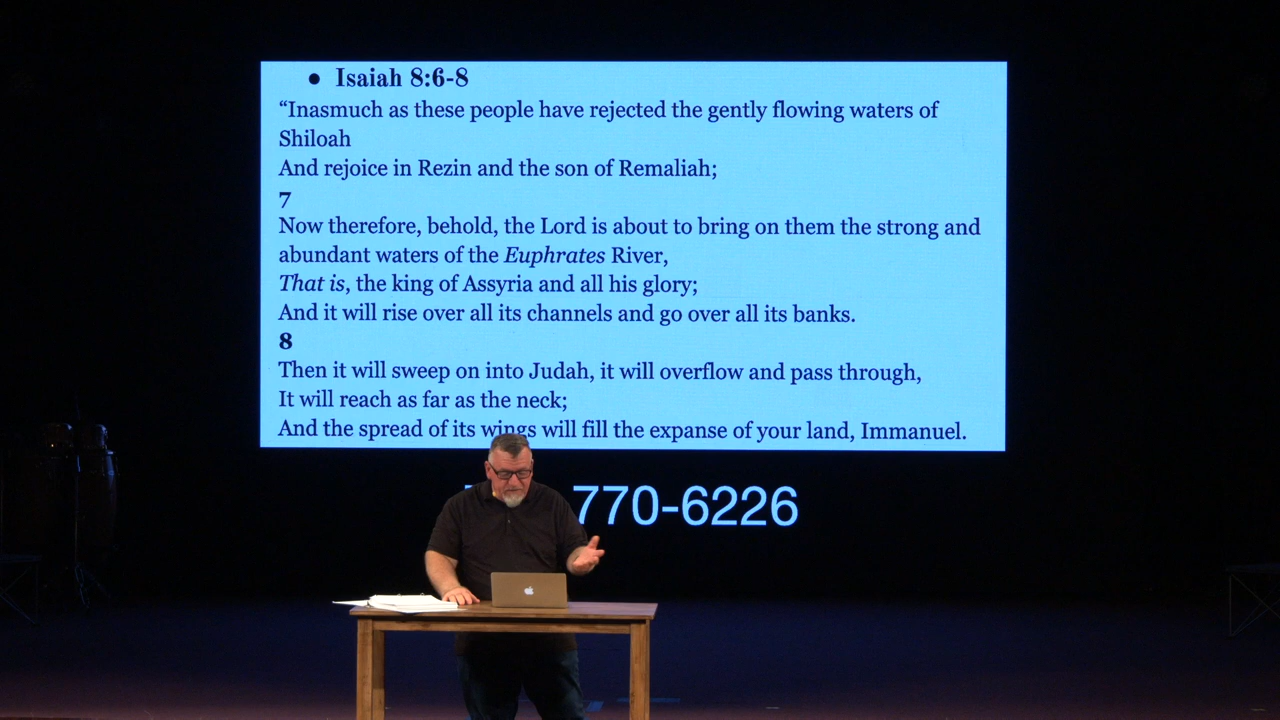 • Isaiah 8:6-8
“Inasmuch as these people have rejected the gently flowing waters of
Shiloah
And rejoice in Rezin and the son of Remaliah;
7
Now therefore, behold, the Lord is about to bring on them the strong and
abundant waters of the Euphrates River,
That is, the king of Assyria and all his glory;
And it will rise over all its channels and go over all its banks.
8
Then it will sweep on into Judah, it will overflow and pass through,
It will reach as far as the neck;
And the spread of its wings will fill the expanse of your land, Immanuel.
770-6226